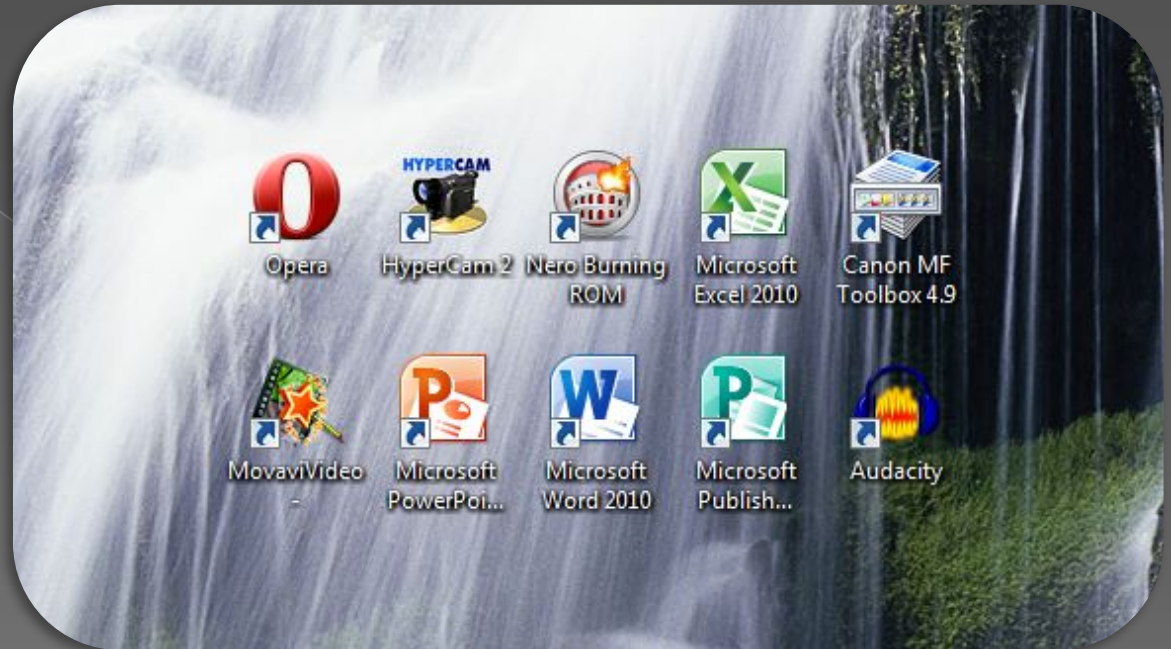 HYPERCAM
Opera
HyperCam 2
Nero Burning
ROM
Microsoft
Excel 2010
Canon MF
Toolbox 4.9
MovaviVideo
-
Microsoft
PowerPoi...
Microsoft
Word 2010
Microsoft
Publish...
Audacity